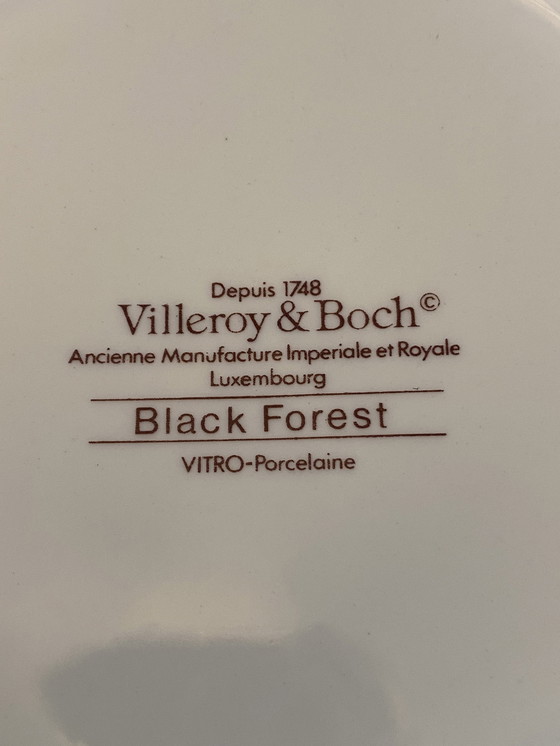 Depuis 1748
Villeroy & Boch©
Ancienne Manufacture Imperiale et Royale
Luxembourg
Black Forest
VITRO-Porcelaine